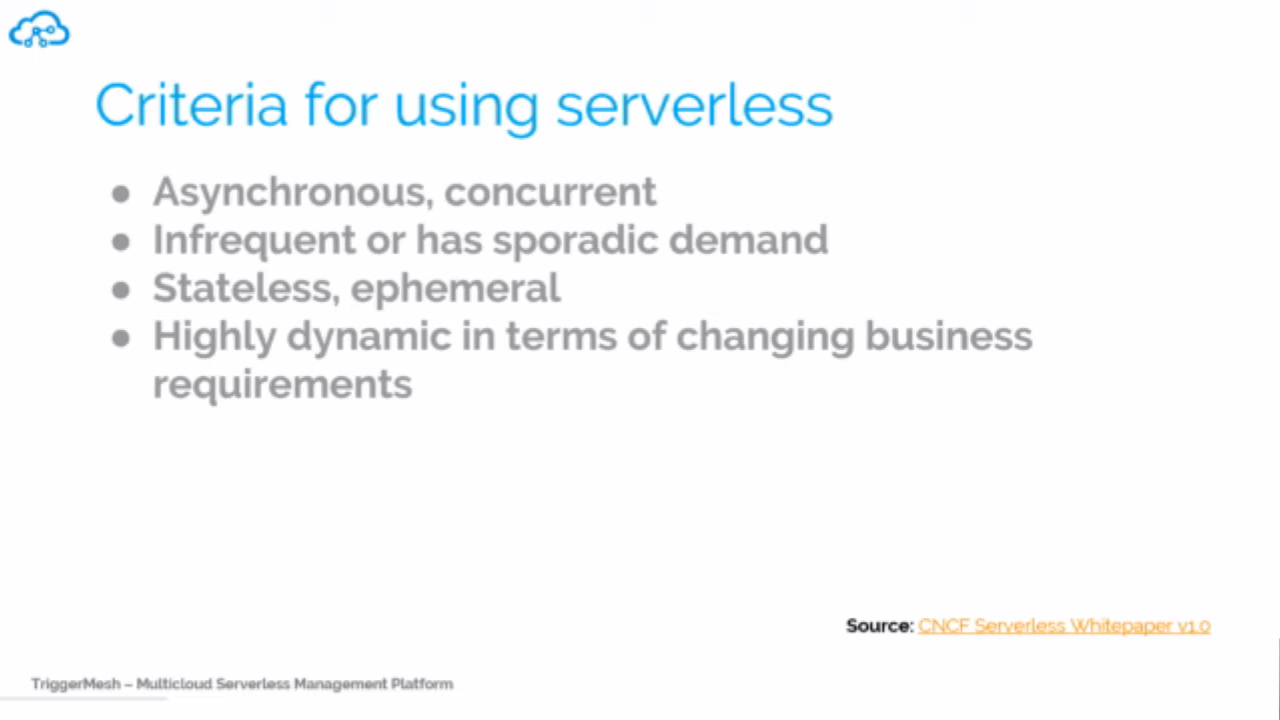 Criteria for using serverless
● Asynchronous, concurrent
● Infrequent or has sporadic demand
● Stateless, ephemeral
● Highly dynamic in terms of changing business
requirements
Source: CNCF Serverless Whitepaper v1.0
TriggerMesh – Multicloud Serverless Management Platform